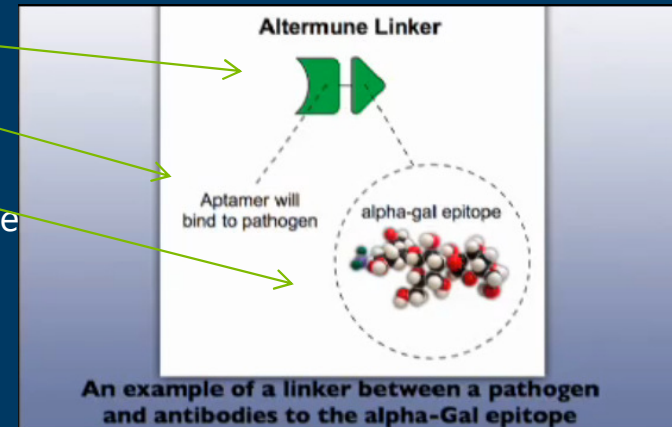 Altermune Linker
Aptamer will
bind to pathogen
alpha-gal epitope
e
An example of a linker between a pathogen
and antibodies to the alpha-Gal epitope